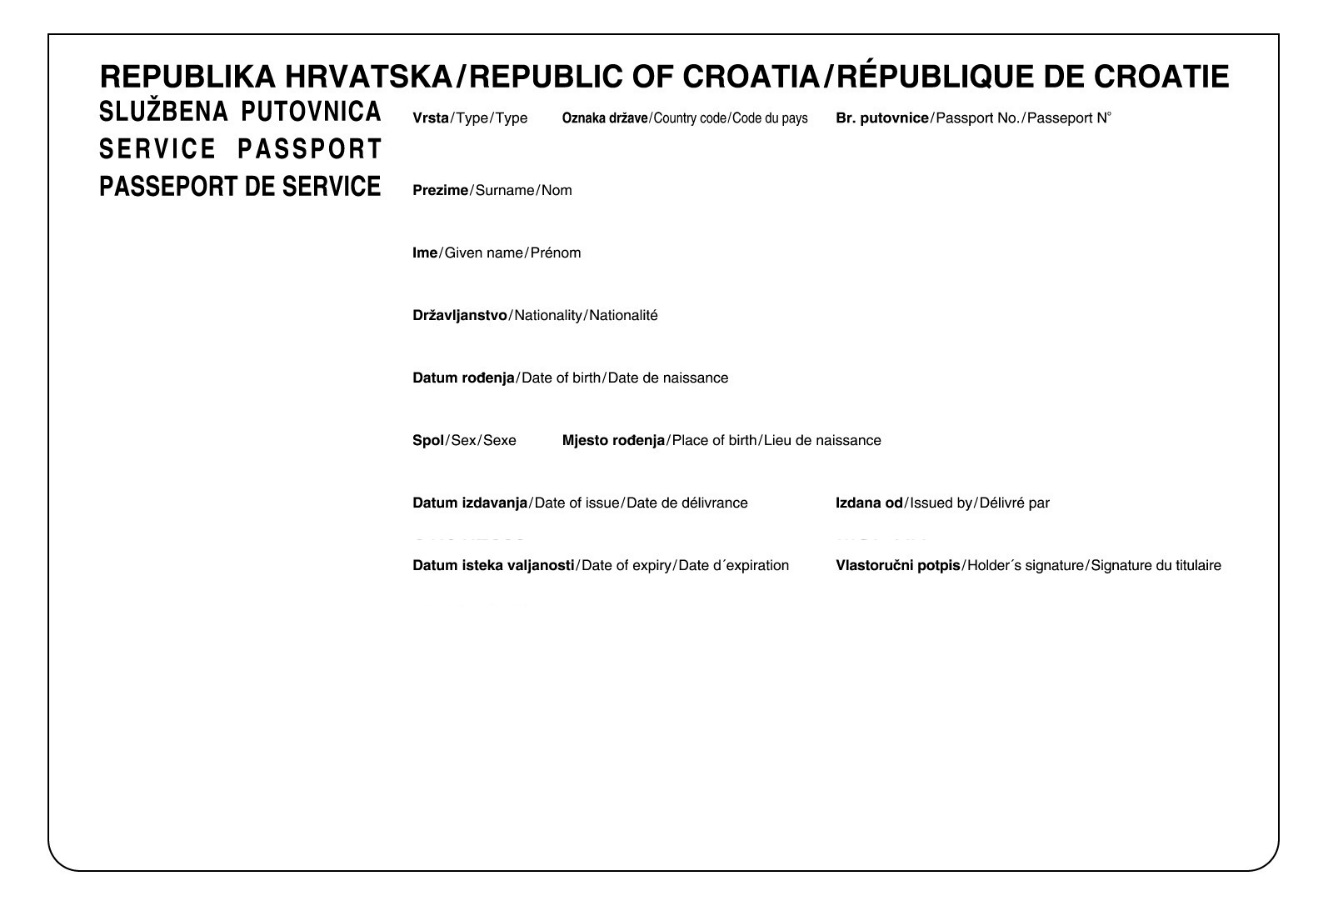 REPUBLIKA HRVATSKA/REPUBLIC OF CROATIA/RÉPUBLIQUE DE CROATIE
SLUŽBENA PUTOVNICA
SERVICE PASSPORT
PASSEPORT DE SERVICE
Vrsta/Type/Type Oznaka države/Country code/Code du pays Br. putovnice/Passport No./Passeport N°
Prezime/Surname/Nom
Ime/Given name/Prénom
Državljanstvo/Nationality/Nationalité
Datum rođenja/Date of birth/Date de naissance
Spol/Sex/Sexe Mjesto rođenja/Place of birth/Lieu de naissance
Datum izdavanja/Date of issue/Date de délivrance Izdana od/Issued by/Délivré par
Datum isteka valjanosti/Date of expiry/Date d´expiration Vlastoručni potpis/Holder´s signature/Signature du titulaire